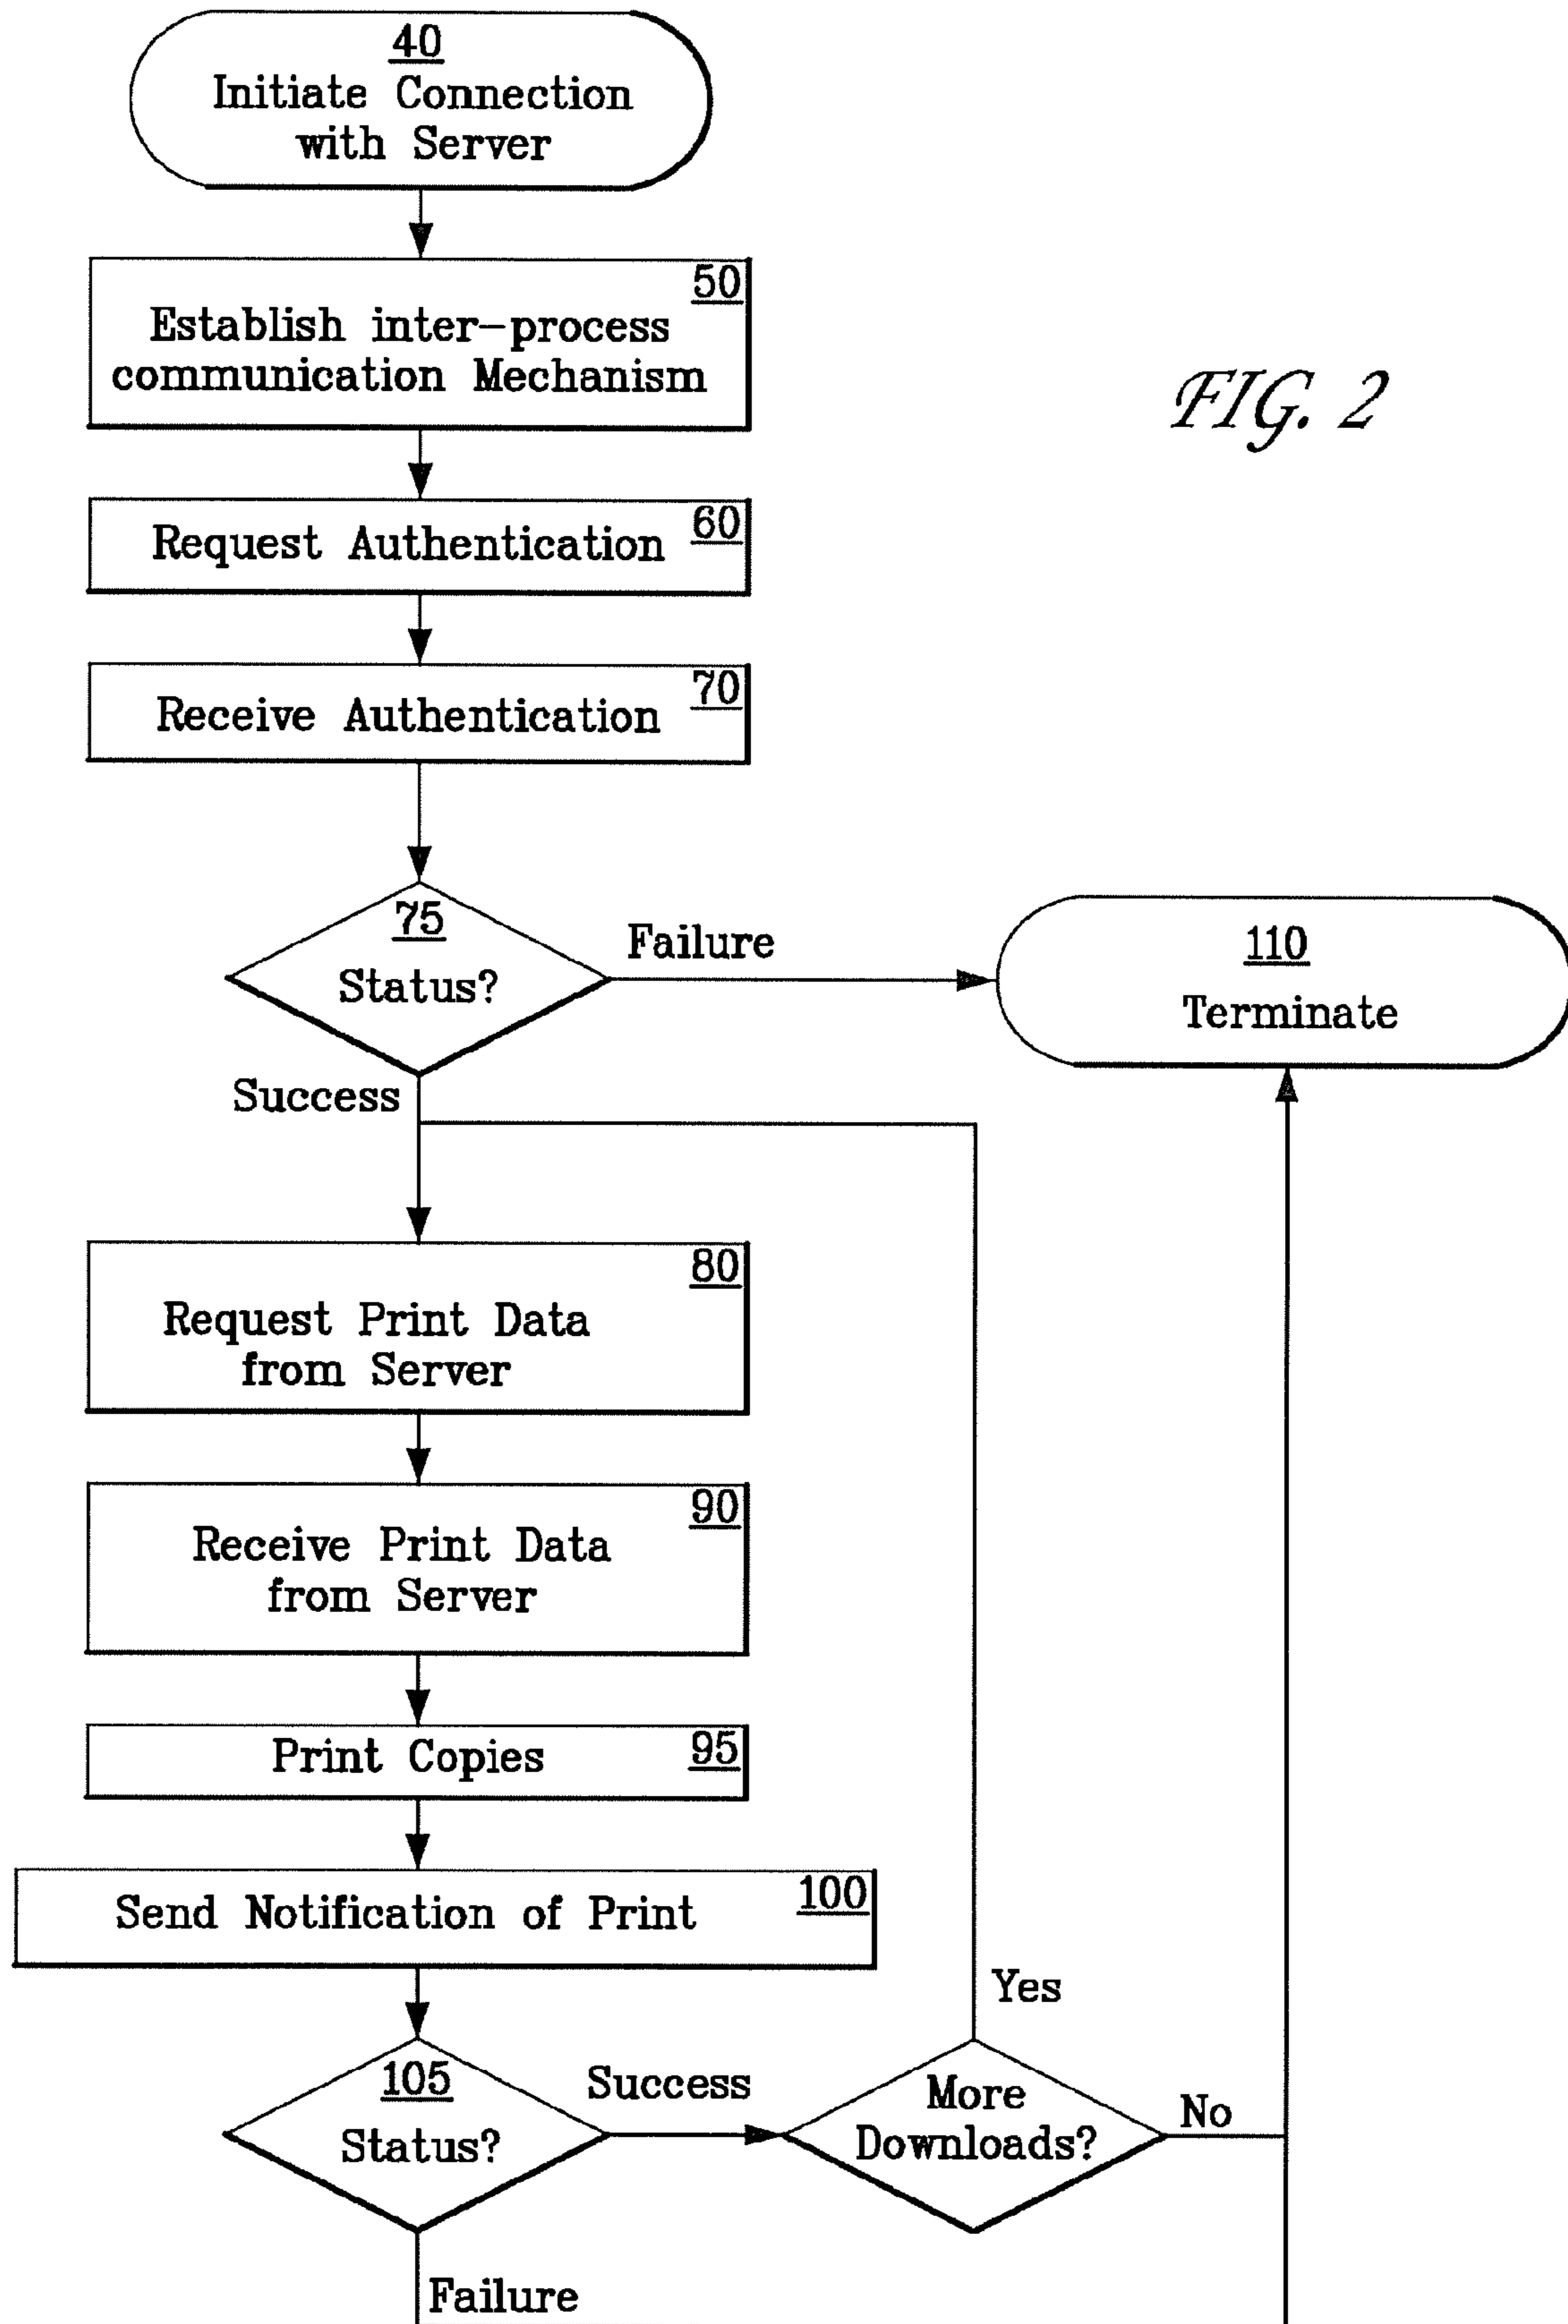 40
Initiate Connection
with Server
50
Establish inter-process
communication Mechanism
FIG. 2
60
Request Authentication
70
Receive Authentication
75
Status?
Failure
110
Terminate
Success
80
Request Print Data
from Server
90
Receive Print Data
from Server
95
Print Copies
100
Send Notification of Print
Yes
105
Status?
Success
More
Downloads?
No
Failure